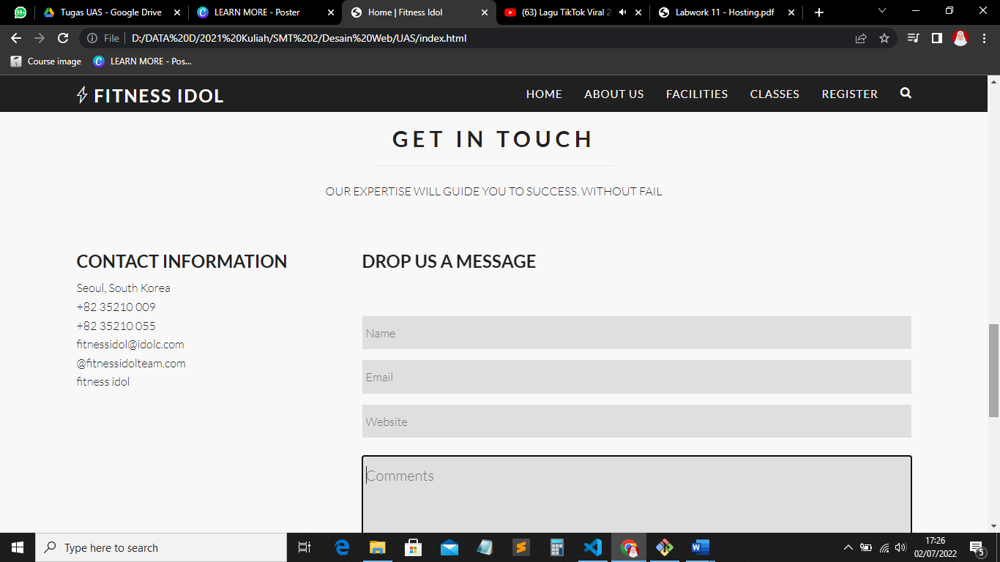 99+
Tugas UAS - Google Drive
LEARN MORE - Poster
Home | Fitness Idol
(63) Lagu TikTok Viral 2
Labwork 11 - Hosting.pdf
File
D:/DATA%20D/2021%20Kuliah/SMT%202/Desain%20Web/UAS/index.html
Course image
LEARN MORE - Pos...
FITNESS IDOL
HOME
ABOUT US
FACILITIES
CLASSES
REGISTER
GET IN TOUCH
OUR EXPERTISE WILL GUIDE YOU TO SUCCESS. WITHOUT FAIL
CONTACT INFORMATION
Seoul, South Korea
+82 35210 009
+82 35210 055
fitnessidol@idolc.com
@fitnessidolteam.com
fitness idol
DROP US A MESSAGE
Name
Email
Website
Comments
Type here to search
17:26
02/07/2022
5